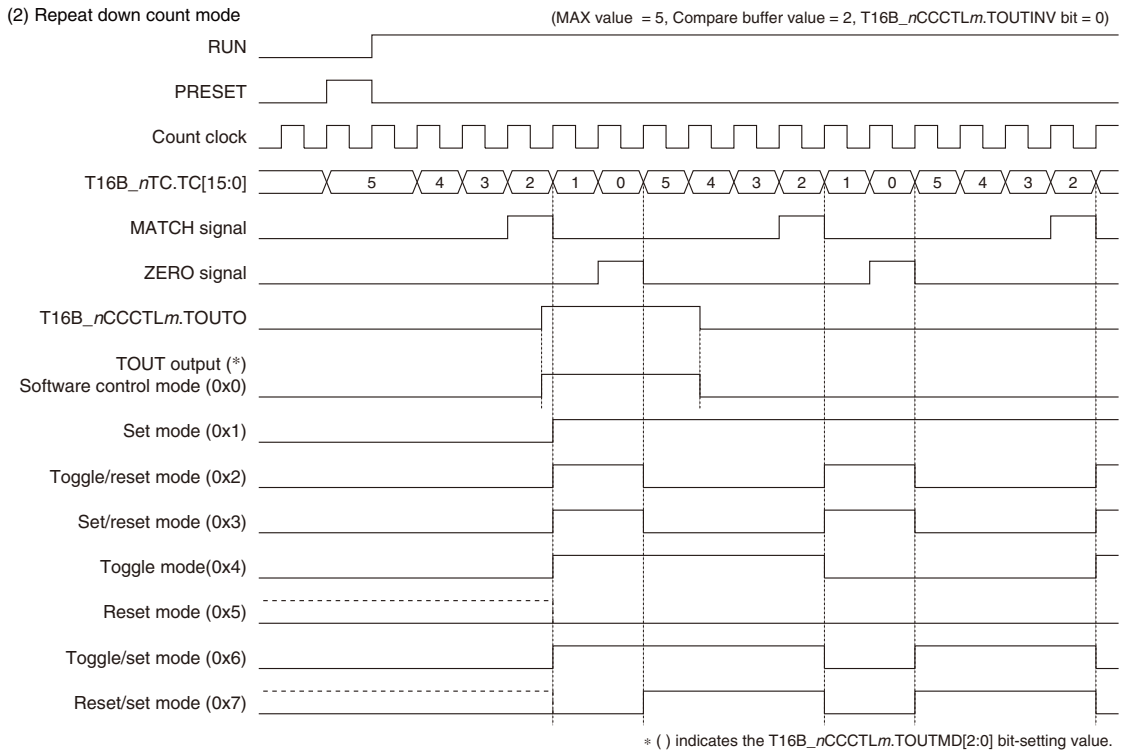 (2) Repeat down count mode
(MAX value = 5, Compare buffer value = 2, T16B_nCCCTLm.TOUTINV bit = 0)
RUN
PRESET
Count clock
T16B_nTC.TC[15:0] 5 4 3 2 1 0 5 4 3 2 1 0 5 4 3 2
MATCH signal
ZERO signal
T16B_nCCCTLm.TOUTO
TOUT output (*)
Software control mode (0x0)
Set mode (0x1)
Toggle/reset mode (0x2)
Set/reset mode (0x3)
Toggle mode(0x4)
Reset mode (0x5)
Toggle/set mode (0x6)
Reset/set mode (0x7)
* ( ) indicates the T16B_nCCCTLm.TOUTMD[2:0] bit-setting value.